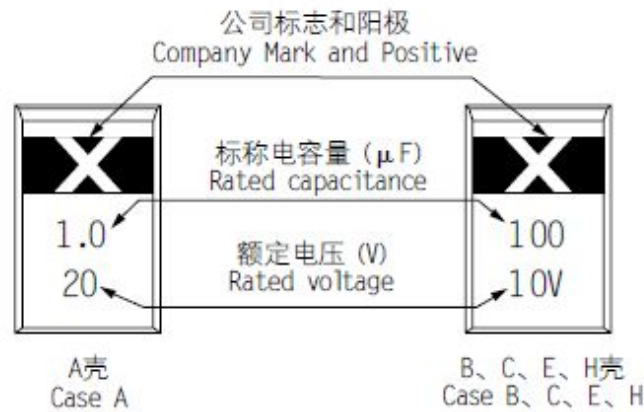 公司标志和阳极
Company Mark and Positive
X
X
标称电容量 (μF)
Rated capacitance
1.0
100
额定电压 (V)
Rated voltage
20
10V
A壳
Case A
B、C、E、H壳
Case B、C、E、H